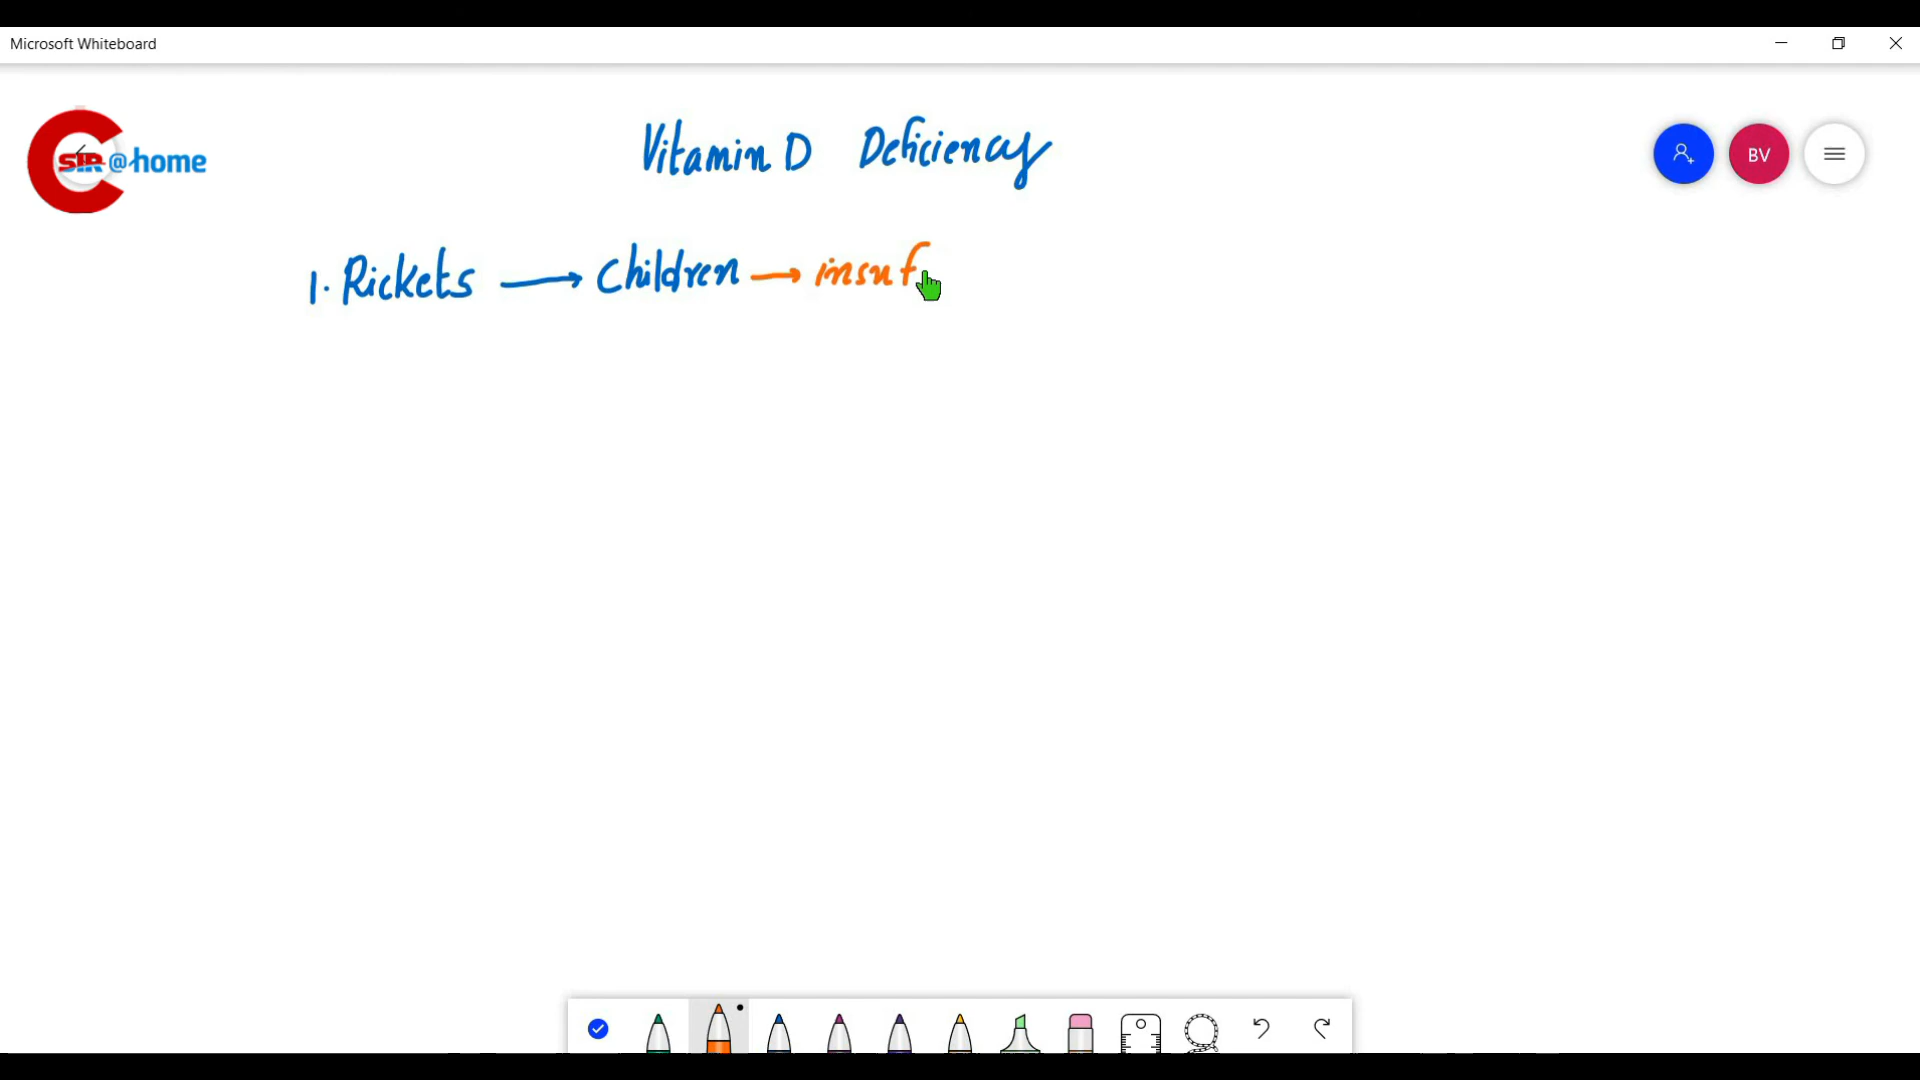 Microsoft Whiteboard
SIR@home
BV
Vitamin D Deficiency
1. Rickets → Children → insuf